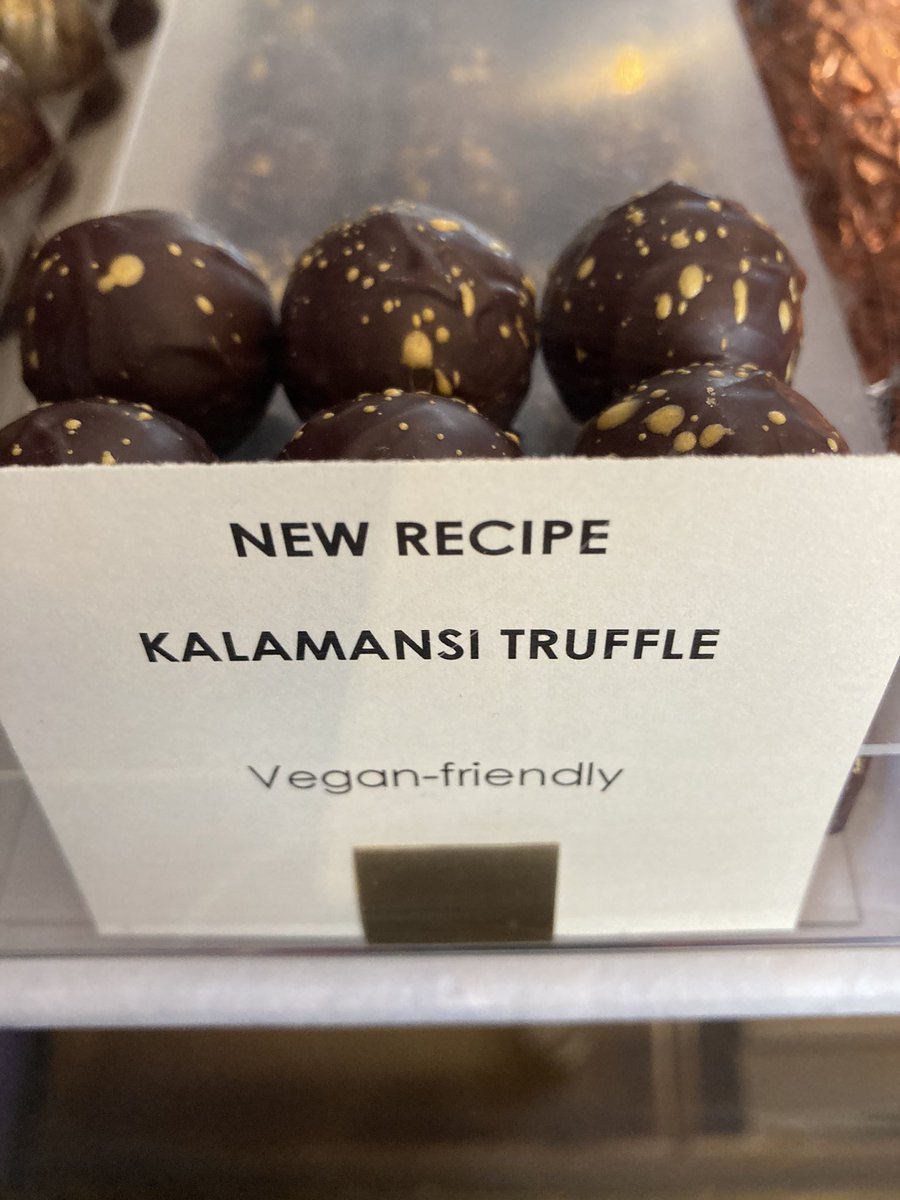 NEW RECIPE
KALAMANSI TRUFFLE
Vegan-friendly